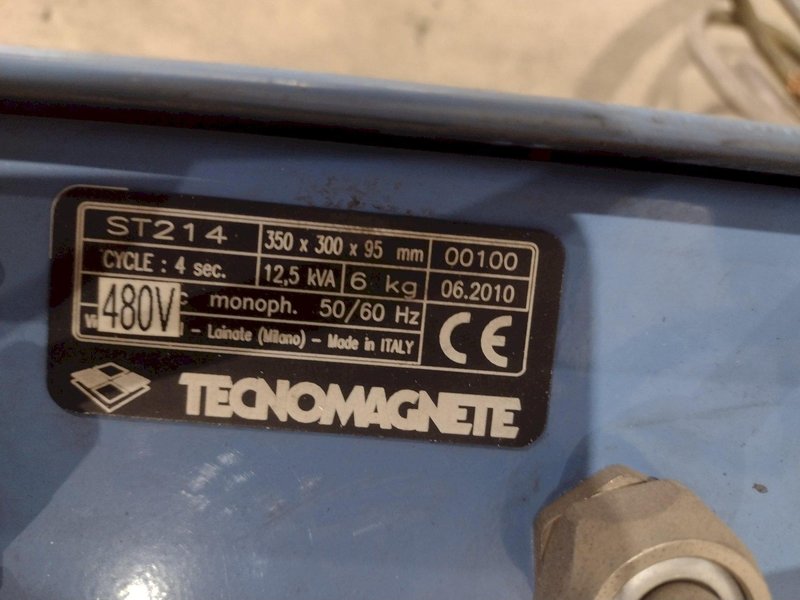 ST214 350 x 300 x 95 mm 00100
CYCLE : 4 sec. 12,5 kVA 6 kg 06.2010
480V monoph. 50/60 Hz
- Lainate (Milano) - Made in ITALY CE
TECNOMAGNETE